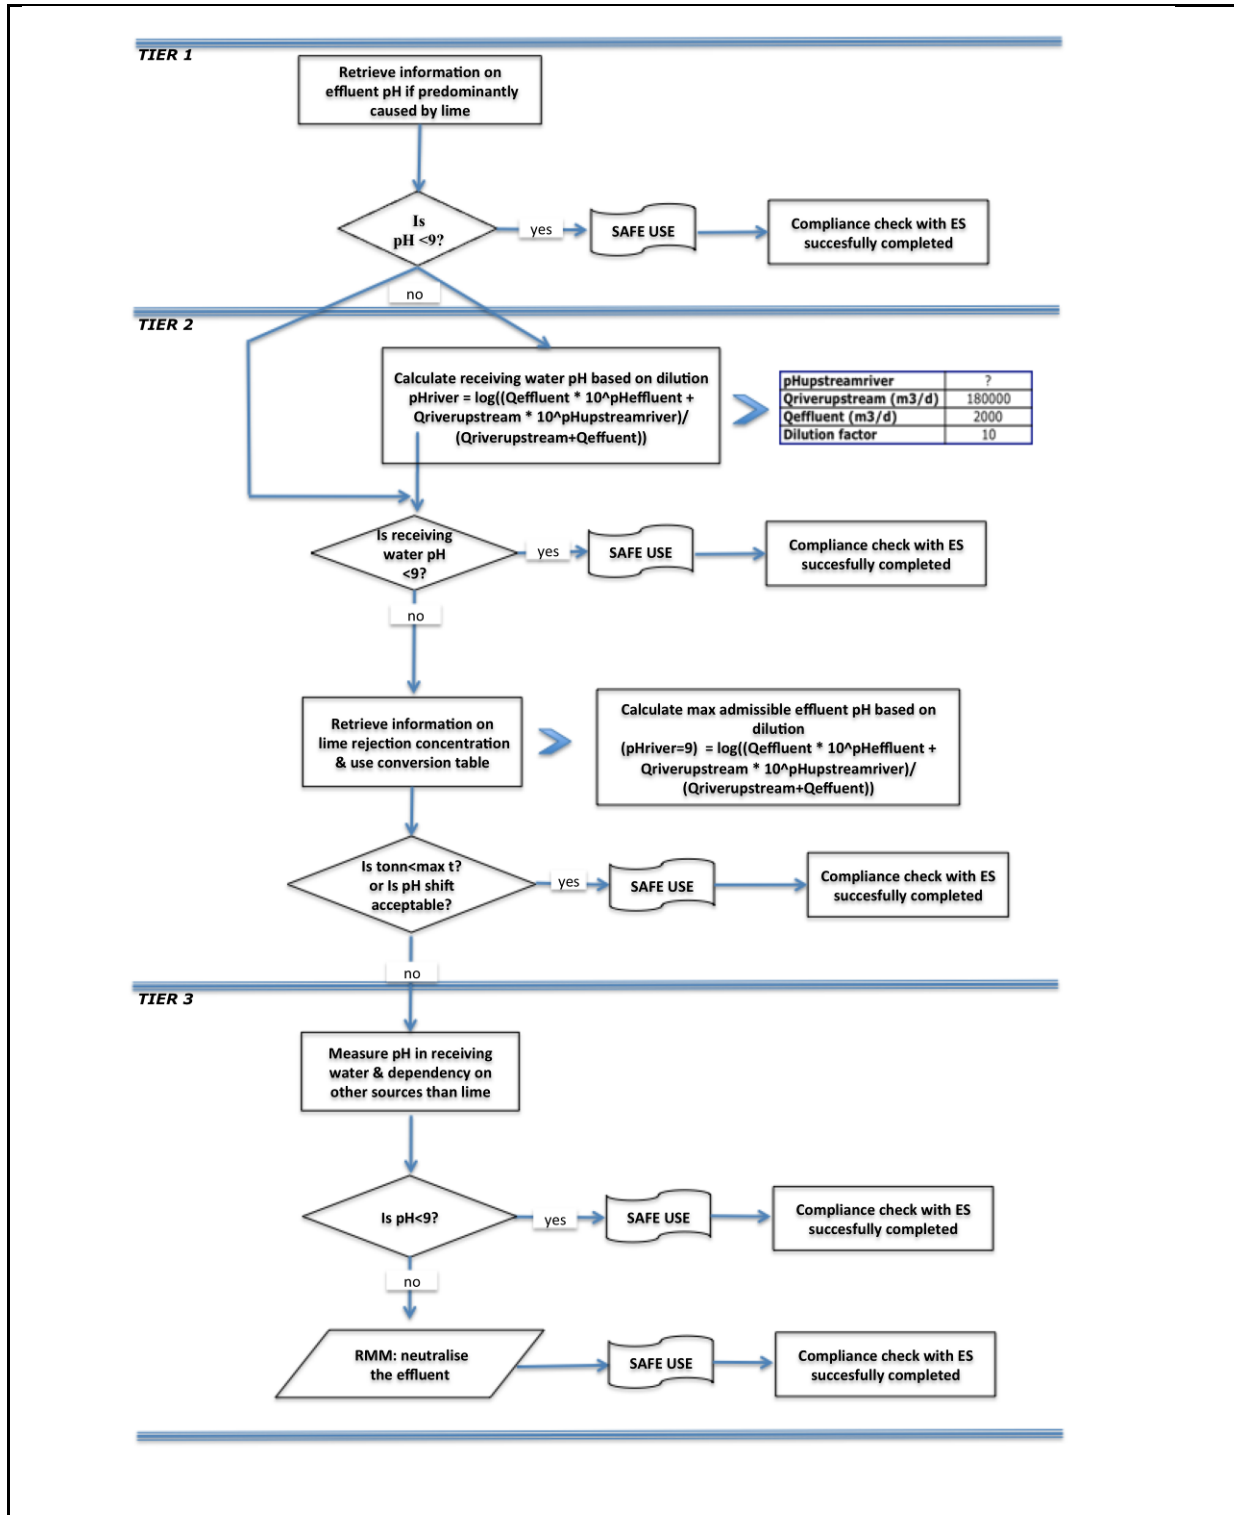 TIER 1
Retrieve information on
effluent pH if predominantly
caused by lime
Is
pH <9?
yes
SAFE USE
Compliance check with ES
succesfully completed
no
TIER 2
Calculate receiving water pH based on dilution
pHriver = log((Qeffluent * 10^pHeffluent +
Qriverupstream * 10^pHupstreamriver)/
(Qriverupstream+Qeffuent))
pHupstreamriver ?
Qriverupstream (m3/d) 180000
Qeffluent (m3/d) 2000
Dilution factor 10
Is receiving
water pH
<9?
yes
SAFE USE
Compliance check with ES
succesfully completed
no
Retrieve information on
lime rejection concentration
& use conversion table
Calculate max admissible effluent pH based on
dilution
(pHriver=9) = log((Qeffluent * 10^pHeffluent +
Qriverupstream * 10^pHupstreamriver)/
(Qriverupstream+Qeffuent))
Is tonn<max t?
or Is pH shift
acceptable?
yes
SAFE USE
Compliance check with ES
succesfully completed
no
TIER 3
Measure pH in receiving
water & dependency on
other sources than lime
Is pH<9?
yes
SAFE USE
Compliance check with ES
succesfully completed
no
RMM: neutralise
the effluent
SAFE USE
Compliance check with ES
succesfully completed